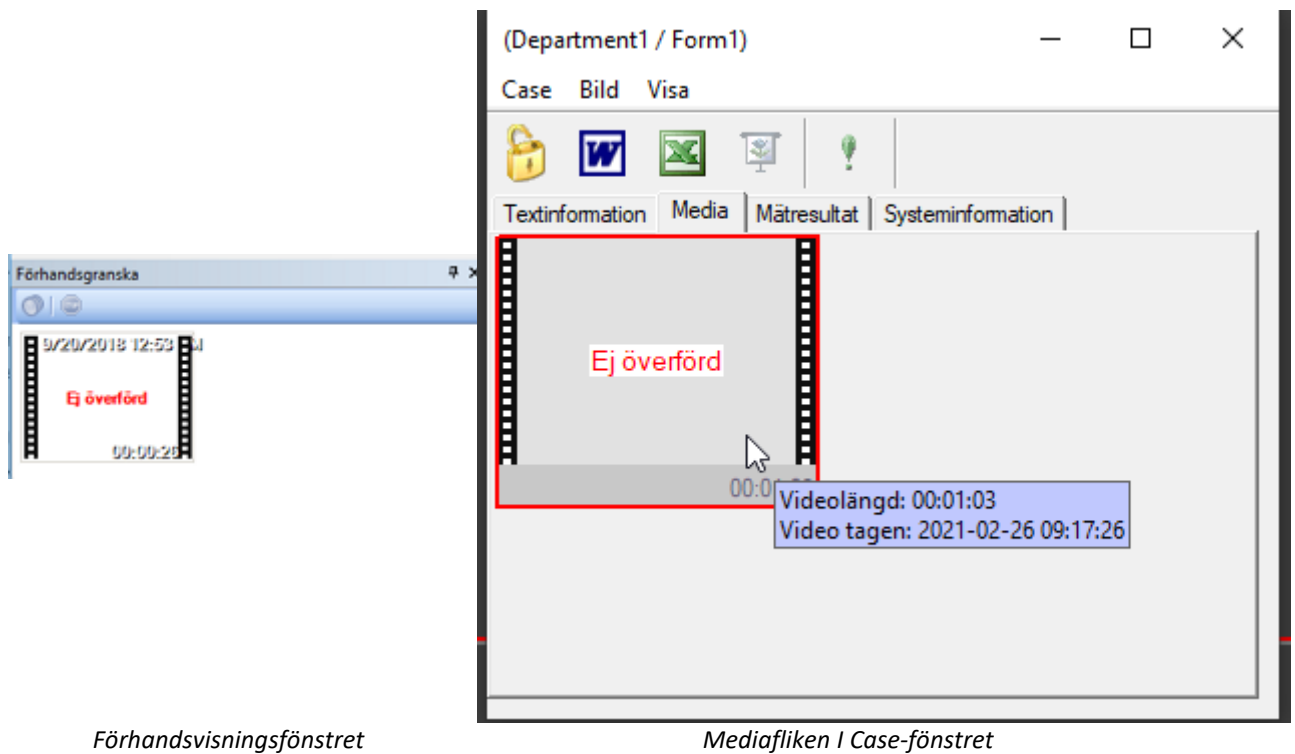 Förhandsgranska
9/20/2018 12:53
Ej överförd
00:00:26
(Department1 / Form1)
Case Bild Visa
Textinformation Media Mätresultat Systeminformation
Ej överförd
Videolängd: 00:01:03
Video tagen: 2021-02-26 09:17:26
Förhandsvisningsfönstret
Mediafliken I Case-fönstret